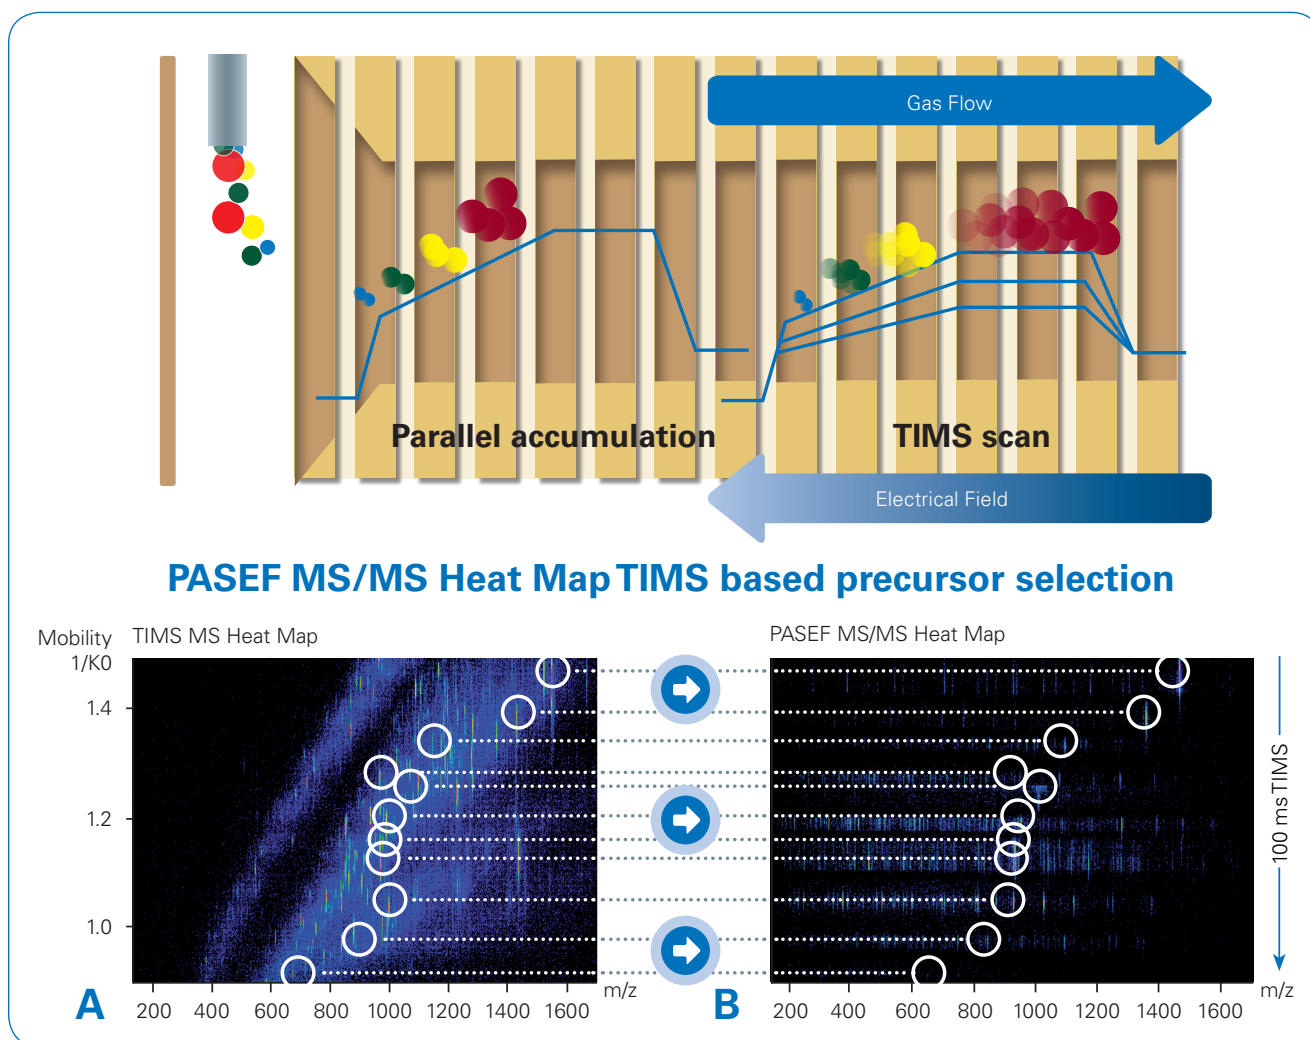 Gas Flow
Parallel accumulation
TIMS scan
Electrical Field
PASEF MS/MS Heat Map TIMS based precursor selection
Mobility
1/K0
TIMS MS Heat Map
PASEF MS/MS Heat Map
1.4
1.2
1.0
100 ms TIMS
A
200 400 600 800 1000 1200 1400 1600
m/z
B
200 400 600 800 1000 1200 1400 1600
m/z